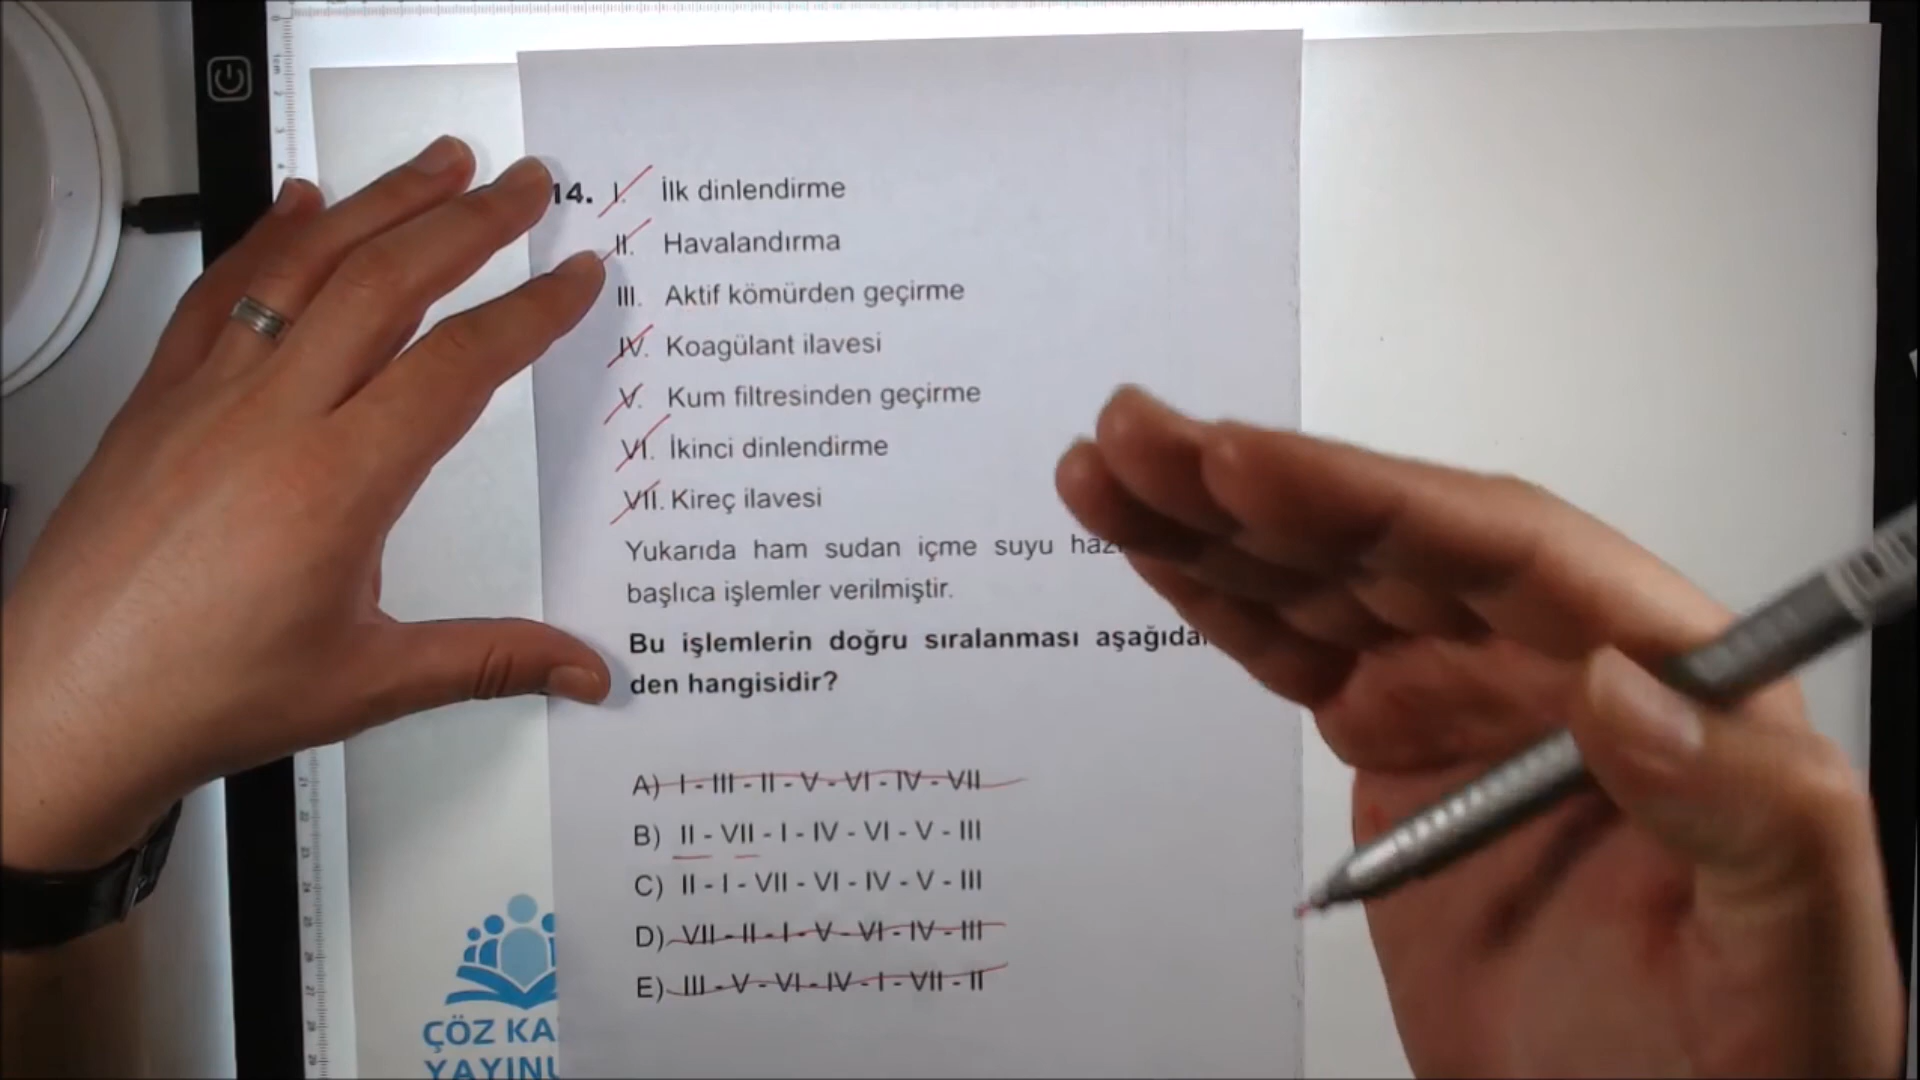 14. I. İlk dinlendirme
II. Havalandırma
III. Aktif kömürden geçirme
IV. Koagülant ilavesi
V. Kum filtresinden geçirme
VI. İkinci dinlendirme
VII. Kireç ilavesi
Yukarıda ham sudan içme suyu
başlıca işlemler verilmiştir.
Bu işlemlerin doğru sıralanması
den hangisidir?
A) I - III - II - V - VI - IV - VII
B) II - VII - I - IV - VI - V - III
C) II - I - VII - VI - IV - V - III
D) VII - II - I - V - VI - IV - III
E) III - V - VI - IV - I - VII - II
ÇÖZ KA